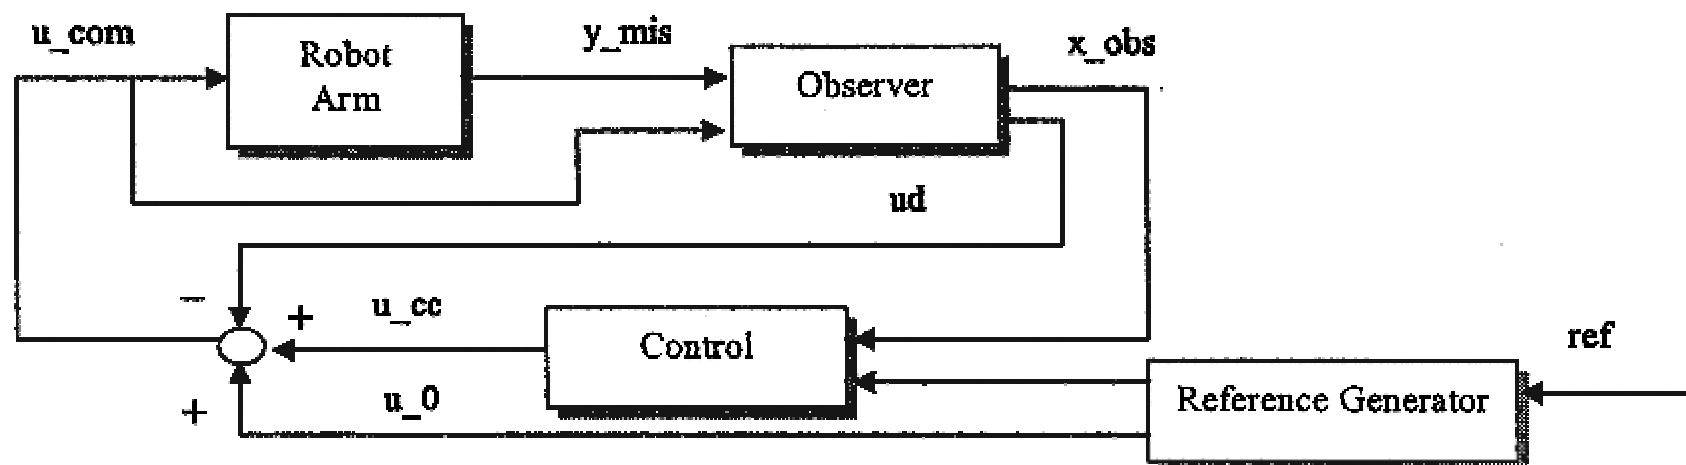 u_com
Robot
Arm
y_mis
Observer
x_obs
ud
−
+
u_cc
Control
ref
+
u_0
Reference Generator